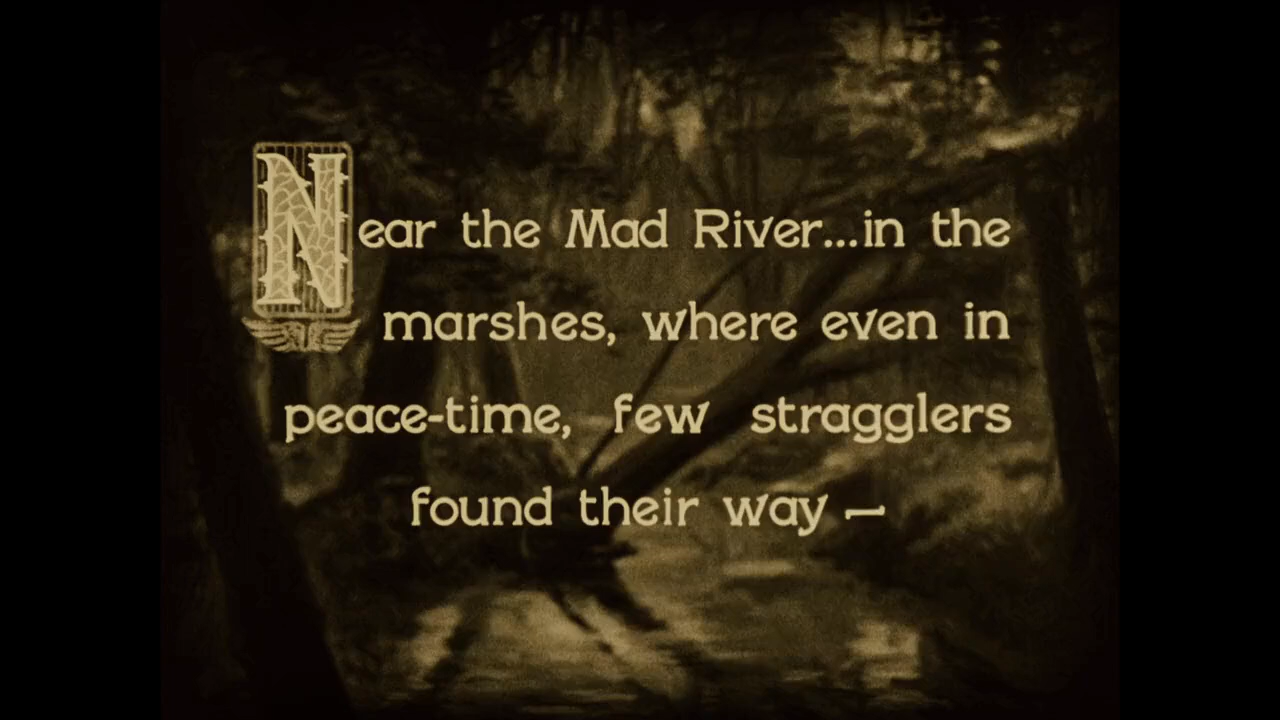 Near the Mad River...in the
marshes, where even in
peace-time, few stragglers
found their way —